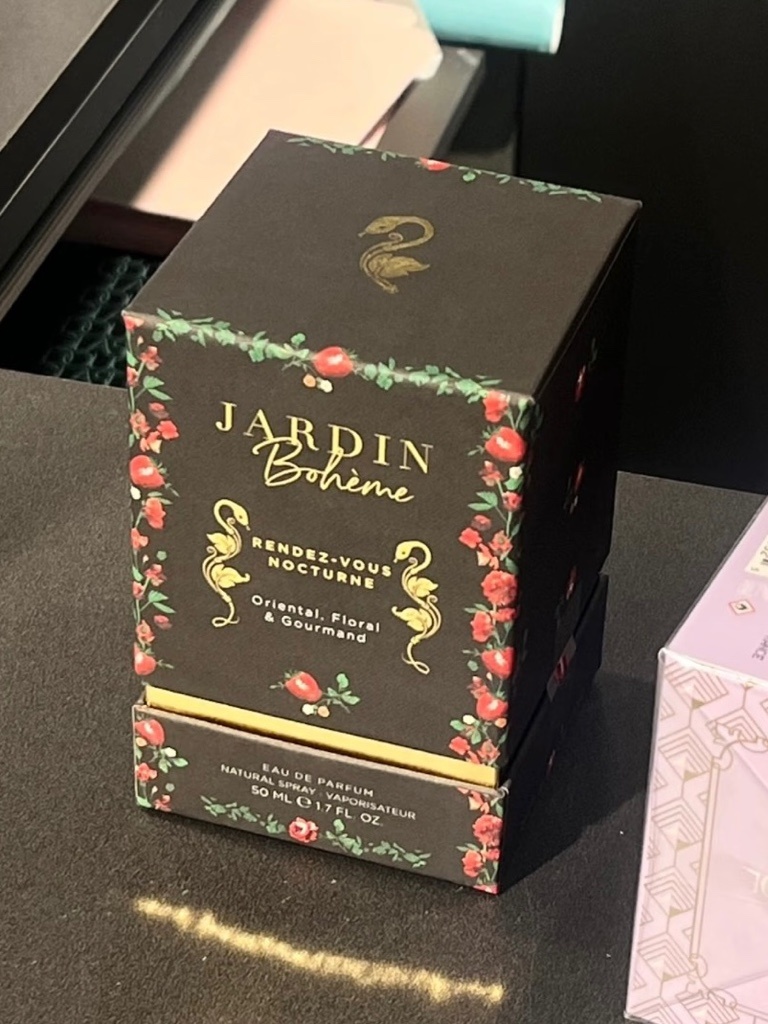 JARDIN
Bohème
RENDEZ-VOUS
NOCTURNE
Oriental, Floral
& Gourmand
EAU DE PARFUM
NATURAL SPRAY · VAPORISATEUR
50 ML ℮ 1.7 FL. OZ.